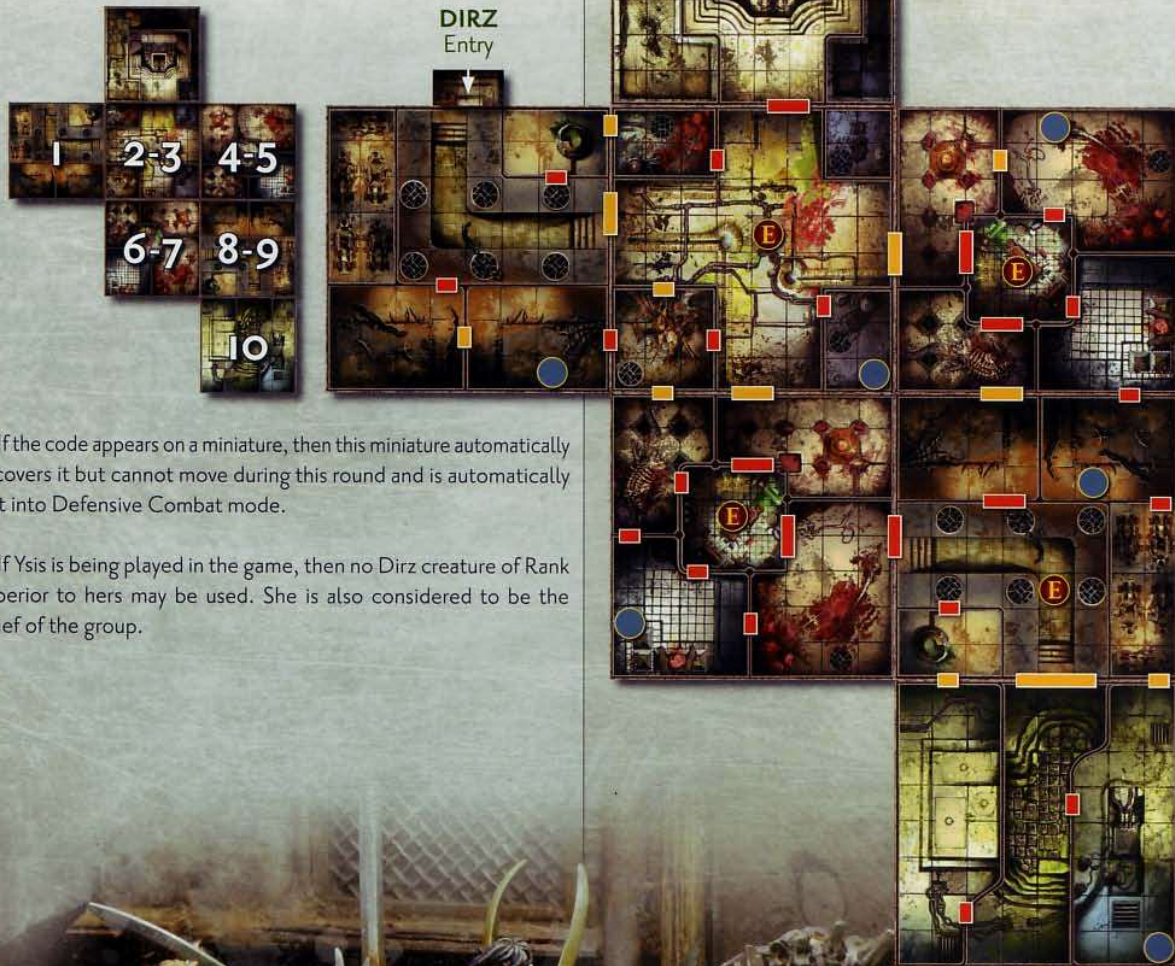 DIRZ
Entry
1
2-3
4-5
6-7
8-9
10
E
E
E
E
f the code appears on a miniature, then this miniature automatically
covers it but cannot move during this round and is automatically
t into Defensive Combat mode.
f Ysis is being played in the game, then no Dirz creature of Rank
perior to hers may be used. She is also considered to be the
ef of the group.